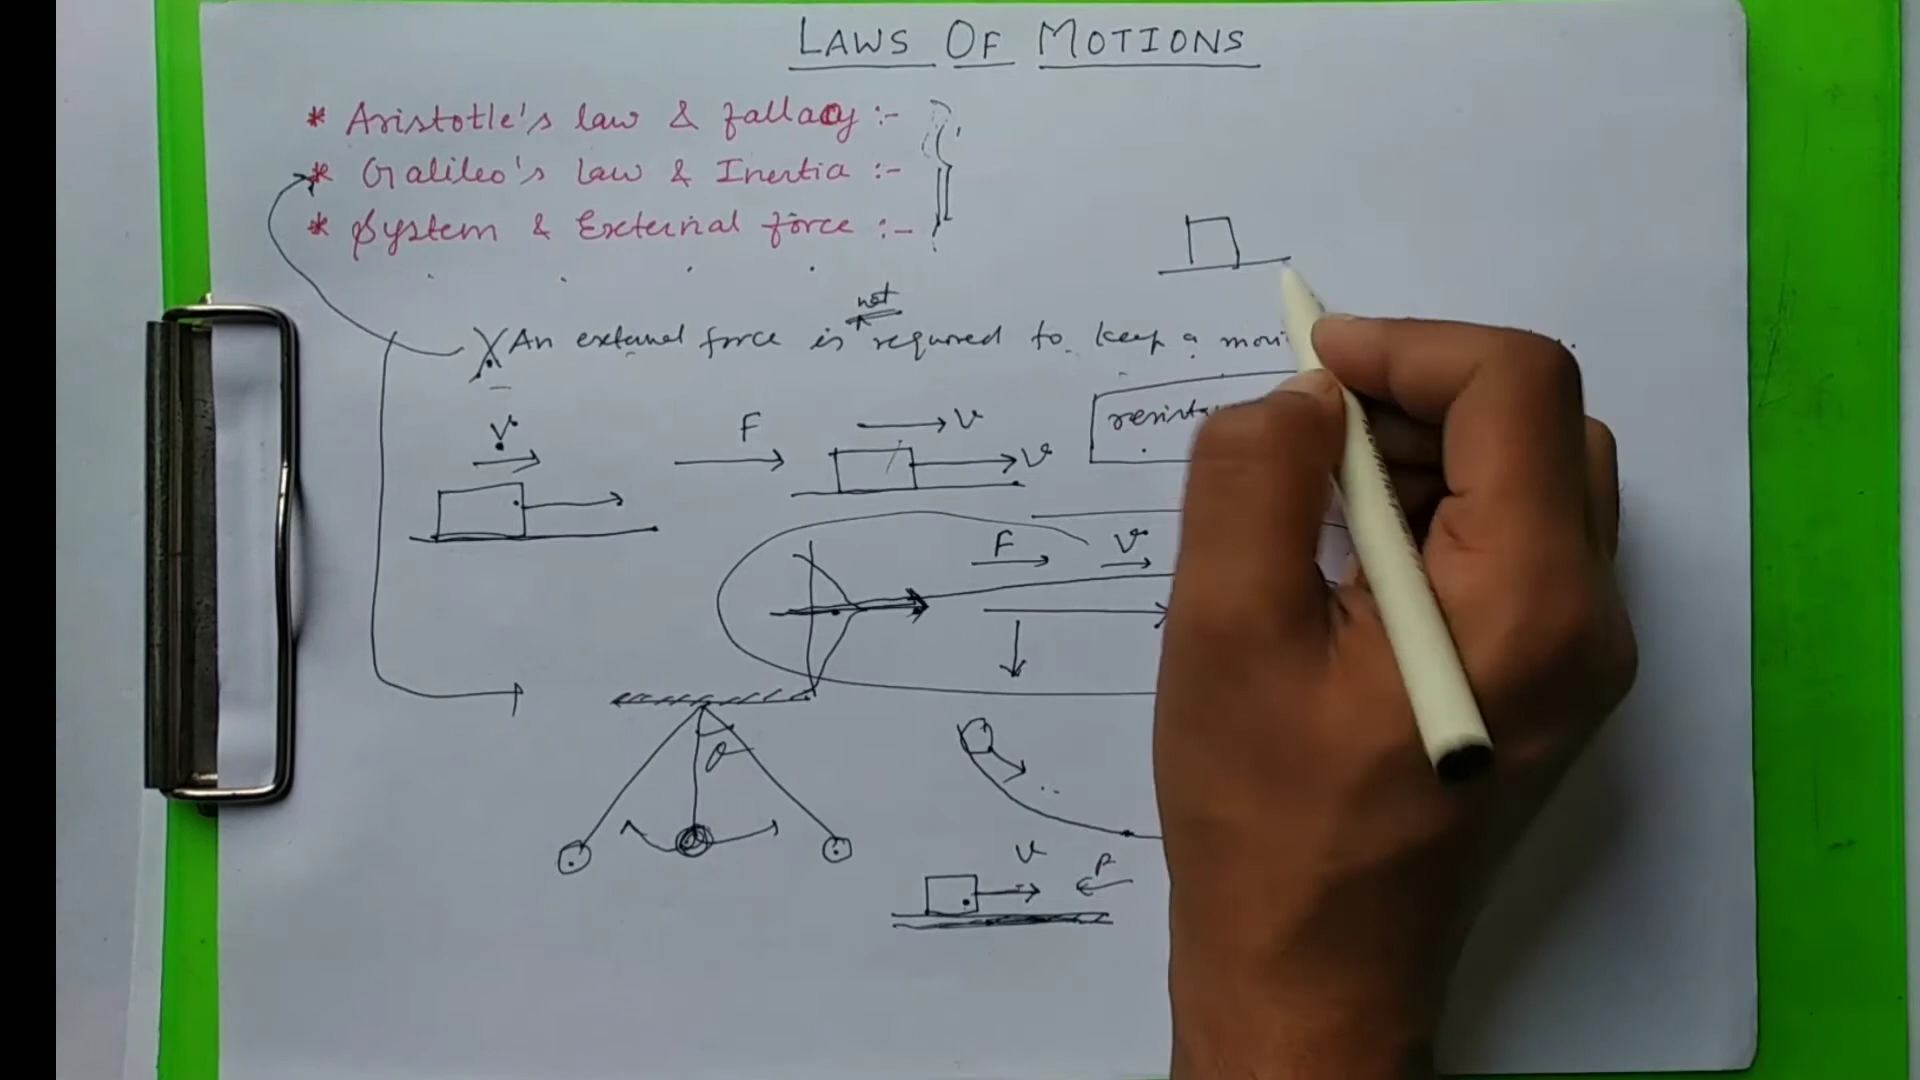 LAWS OF MOTIONS
* Aristotle's law & fallacy :-
* Galileo's law & Inertia :-
* System & External force :-
not
An external force is required to keep a
v
F
v
v
F
v
θ
v
F